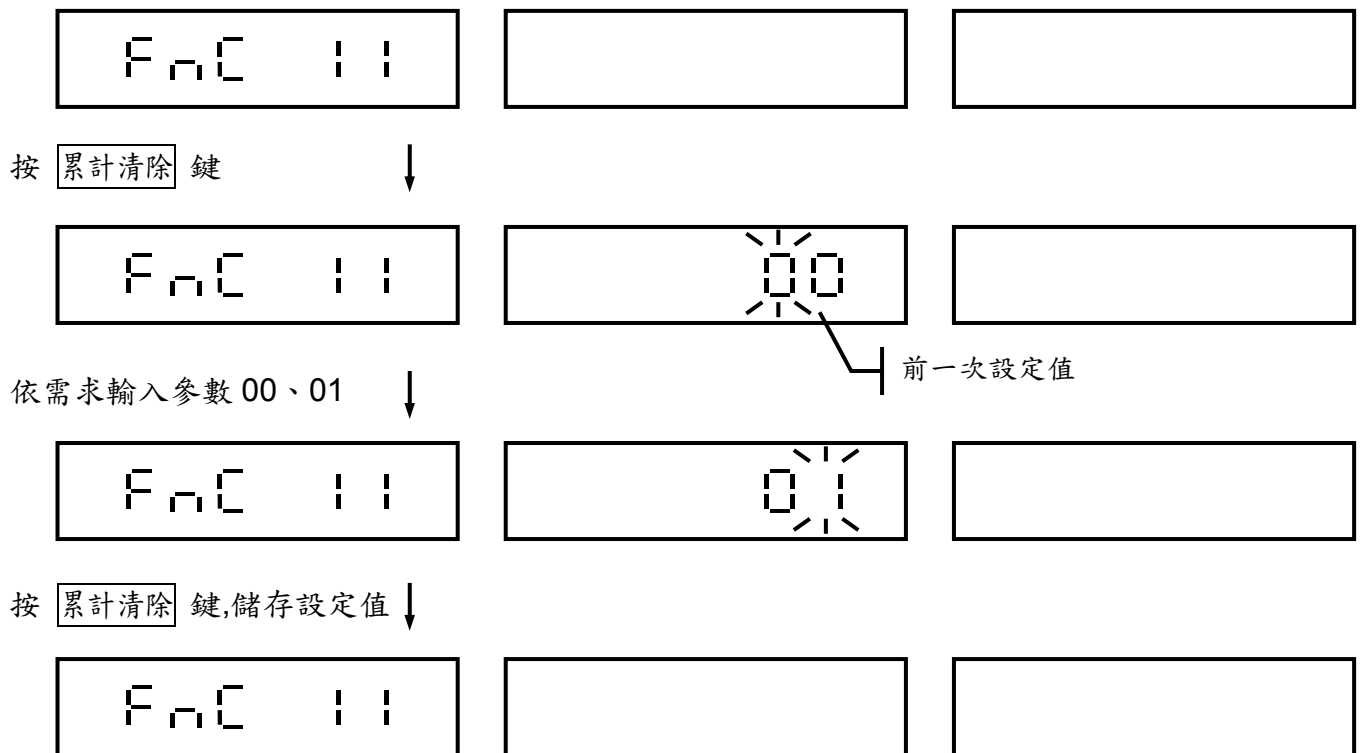 FnC 11
按 累計清除 鍵
FnC 11 00
前一次設定值
依需求輸入參數 00、01
FnC 11 01
按 累計清除 鍵,儲存設定值
FnC 11